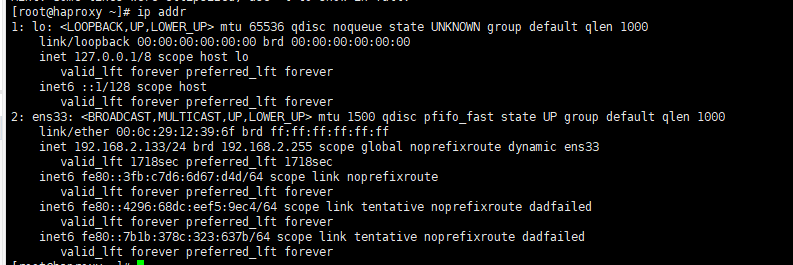 [root@haproxy ~]# ip addr
1: lo: <LOOPBACK,UP,LOWER_UP> mtu 65536 qdisc noqueue state UNKNOWN group default qlen 1000
    link/loopback 00:00:00:00:00:00 brd 00:00:00:00:00:00
    inet 127.0.0.1/8 scope host lo
       valid_lft forever preferred_lft forever
    inet6 ::1/128 scope host
       valid_lft forever preferred_lft forever
2: ens33: <BROADCAST,MULTICAST,UP,LOWER_UP> mtu 1500 qdisc pfifo_fast state UP group default qlen 1000
    link/ether 00:0c:29:12:39:6f brd ff:ff:ff:ff:ff:ff
    inet 192.168.2.133/24 brd 192.168.2.255 scope global noprefixroute dynamic ens33
       valid_lft 1718sec preferred_lft 1718sec
    inet6 fe80::3fb:c7d6:6d67:d4d/64 scope link noprefixroute
       valid_lft forever preferred_lft forever
    inet6 fe80::4296:68dc:eef5:9ec4/64 scope link tentative noprefixroute dadfailed
       valid_lft forever preferred_lft forever
    inet6 fe80::7b1b:378c:323:637b/64 scope link tentative noprefixroute dadfailed
       valid_lft forever preferred_lft forever
[root@haproxy ~]#